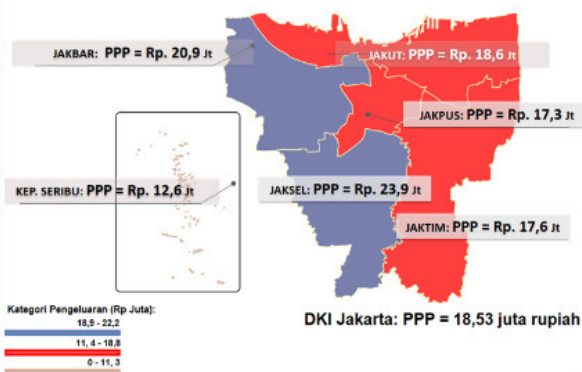 JAKBAR: PPP = Rp. 20,9 Jt
JAKUT: PPP = Rp. 18,6 Jt
JAKPUS: PPP = Rp. 17,3 Jt
KEP. SERIBU: PPP = Rp. 12,6 Jt
JAKSEL: PPP = Rp. 23,9 Jt
JAKTIM: PPP = Rp. 17,6 Jt
Kategori Pengeluaran (Rp Juta):
18,9 - 22,2
11, 4 - 18,8
0 - 11, 3
DKI Jakarta: PPP = 18,53 juta rupiah